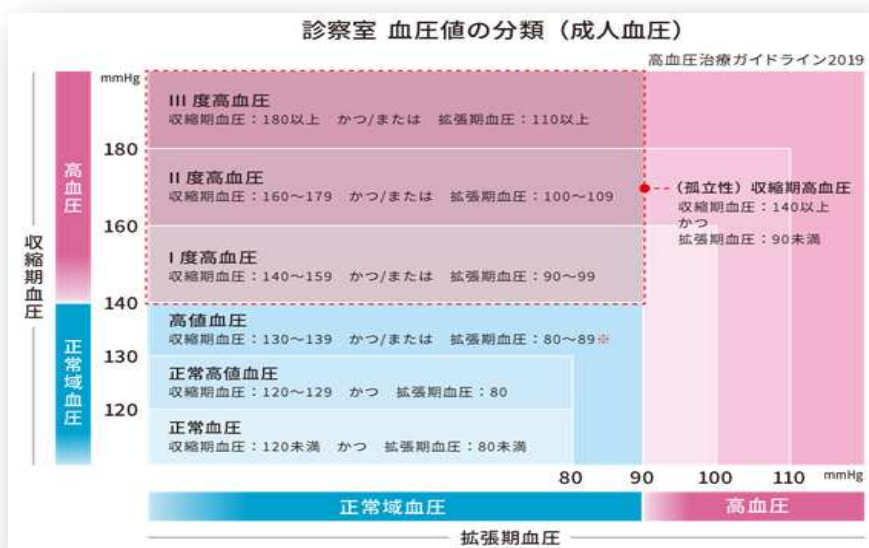 診察室 血圧値の分類（成人血圧）
高血圧治療ガイドライン2019
mmHg
III 度高血圧
収縮期血圧：180以上 かつ/または 拡張期血圧：110以上
180
II 度高血圧
収縮期血圧：160～179 かつ/または 拡張期血圧：100～109
（孤立性）収縮期高血圧
収縮期血圧：140以上
かつ
拡張期血圧：90未満
160
I 度高血圧
収縮期血圧：140～159 かつ/または 拡張期血圧：90～99
140
高値血圧
収縮期血圧：130～139 かつ/または 拡張期血圧：80～89※
130
正常高値血圧
収縮期血圧：120～129 かつ 拡張期血圧：80
120
正常血圧
収縮期血圧：120未満 かつ 拡張期血圧：80未満
収縮期血圧
高血圧
正常域血圧
80 90 100 110 mmHg
正常域血圧 高血圧
拡張期血圧